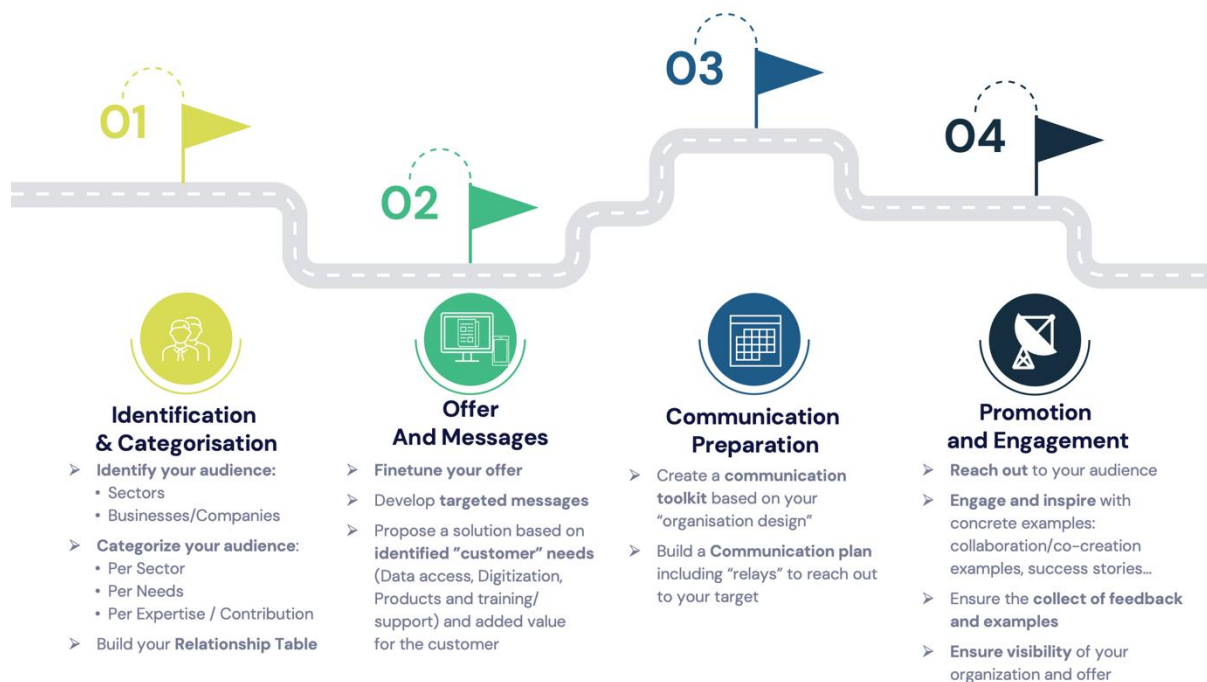 01
Identification
& Categorisation
➢ Identify your audience:
• Sectors
• Businesses/Companies
➢ Categorize your audience:
• Per Sector
• Per Needs
• Per Expertise / Contribution
➢ Build your Relationship Table
02
Offer
And Messages
➢ Finetune your offer
➢ Develop targeted messages
➢ Propose a solution based on
identified ”customer” needs
(Data access, Digitization,
Products and training/
support) and added value
for the customer
03
Communication
Preparation
➢ Create a communication
toolkit based on your
“organisation design”
➢ Build a Communication plan
including “relays” to reach out
to your target
04
Promotion
and Engagement
➢ Reach out to your audience
➢ Engage and inspire with
concrete examples:
collaboration/co-creation
examples, success stories…
➢ Ensure the collect of feedback
and examples
➢ Ensure visibility of your
organization and offer